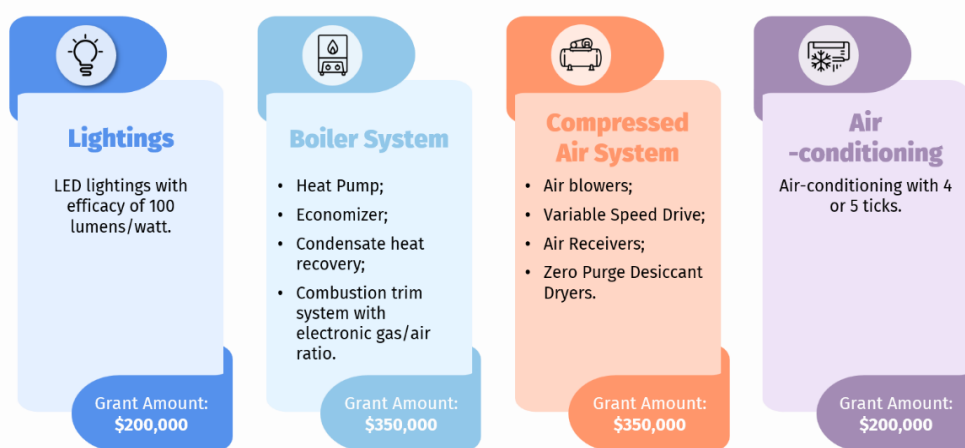 Lightings
LED lightings with
efficacy of 100
lumens/watt.
Grant Amount:
$200,000
Boiler System
• Heat Pump;
• Economizer;
• Condensate heat
recovery;
• Combustion trim
system with
electronic gas/air
ratio.
Grant Amount:
$350,000
Compressed
Air System
• Air blowers;
• Variable Speed Drive;
• Air Receivers;
• Zero Purge Desiccant
Dryers.
Grant Amount:
$350,000
Air
-conditioning
Air-conditioning with 4
or 5 ticks.
Grant Amount:
$200,000